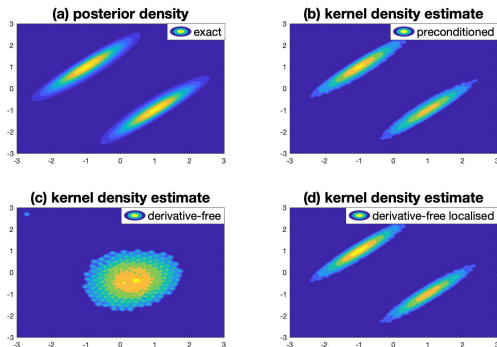 (a) posterior density
exact
3
2
1
0
-1
-2
-3
-3 -2 -1 0 1 2 3
(b) kernel density estimate
preconditioned
3
2
1
0
-1
-2
-3
-3 -2 -1 0 1 2 3
(c) kernel density estimate
derivative-free
3
2
1
0
-1
-2
-3
-3 -2 -1 0 1 2 3
(d) kernel density estimate
derivative-free localised
3
2
1
0
-1
-2
-3
-3 -2 -1 0 1 2 3